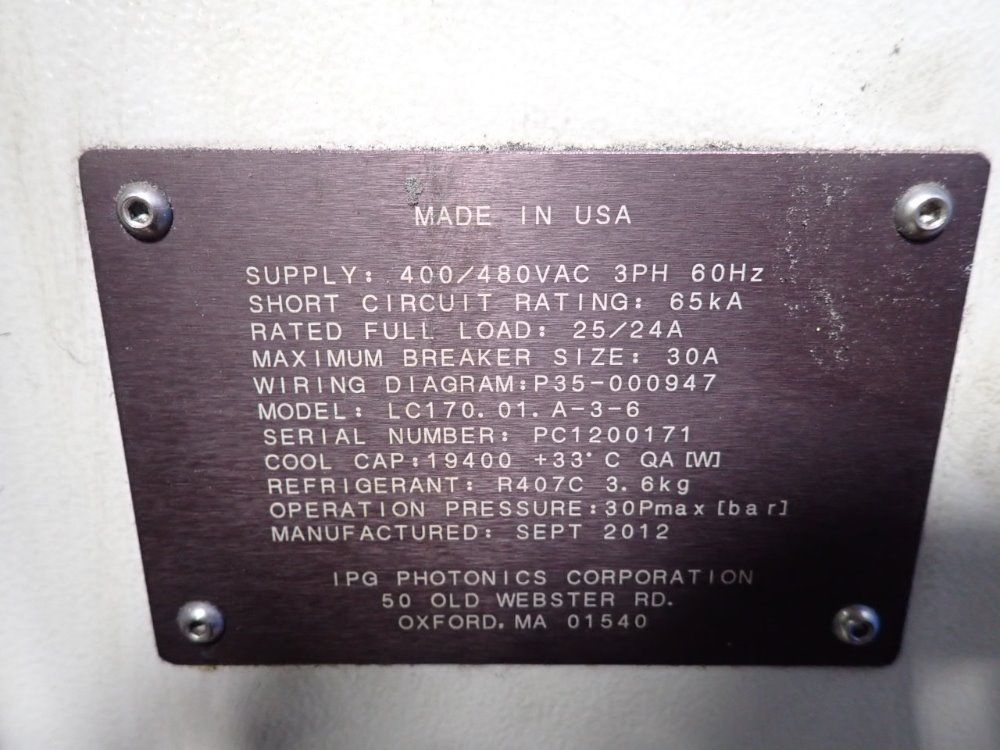 MADE IN USA
SUPPLY: 400/480VAC 3PH 60Hz
SHORT CIRCUIT RATING: 65kA
RATED FULL LOAD: 25/24A
MAXIMUM BREAKER SIZE: 30A
WIRING DIAGRAM:P35-000947
MODEL: LC170.01.A-3-6
SERIAL NUMBER: PC1200171
COOL CAP:19400 +33°C QA [W]
REFRIGERANT: R407C 3.6kg
OPERATION PRESSURE:30Pmax [bar]
MANUFACTURED: SEPT 2012
IPG PHOTONICS CORPORATION
50 OLD WEBSTER RD.
OXFORD.MA 01540